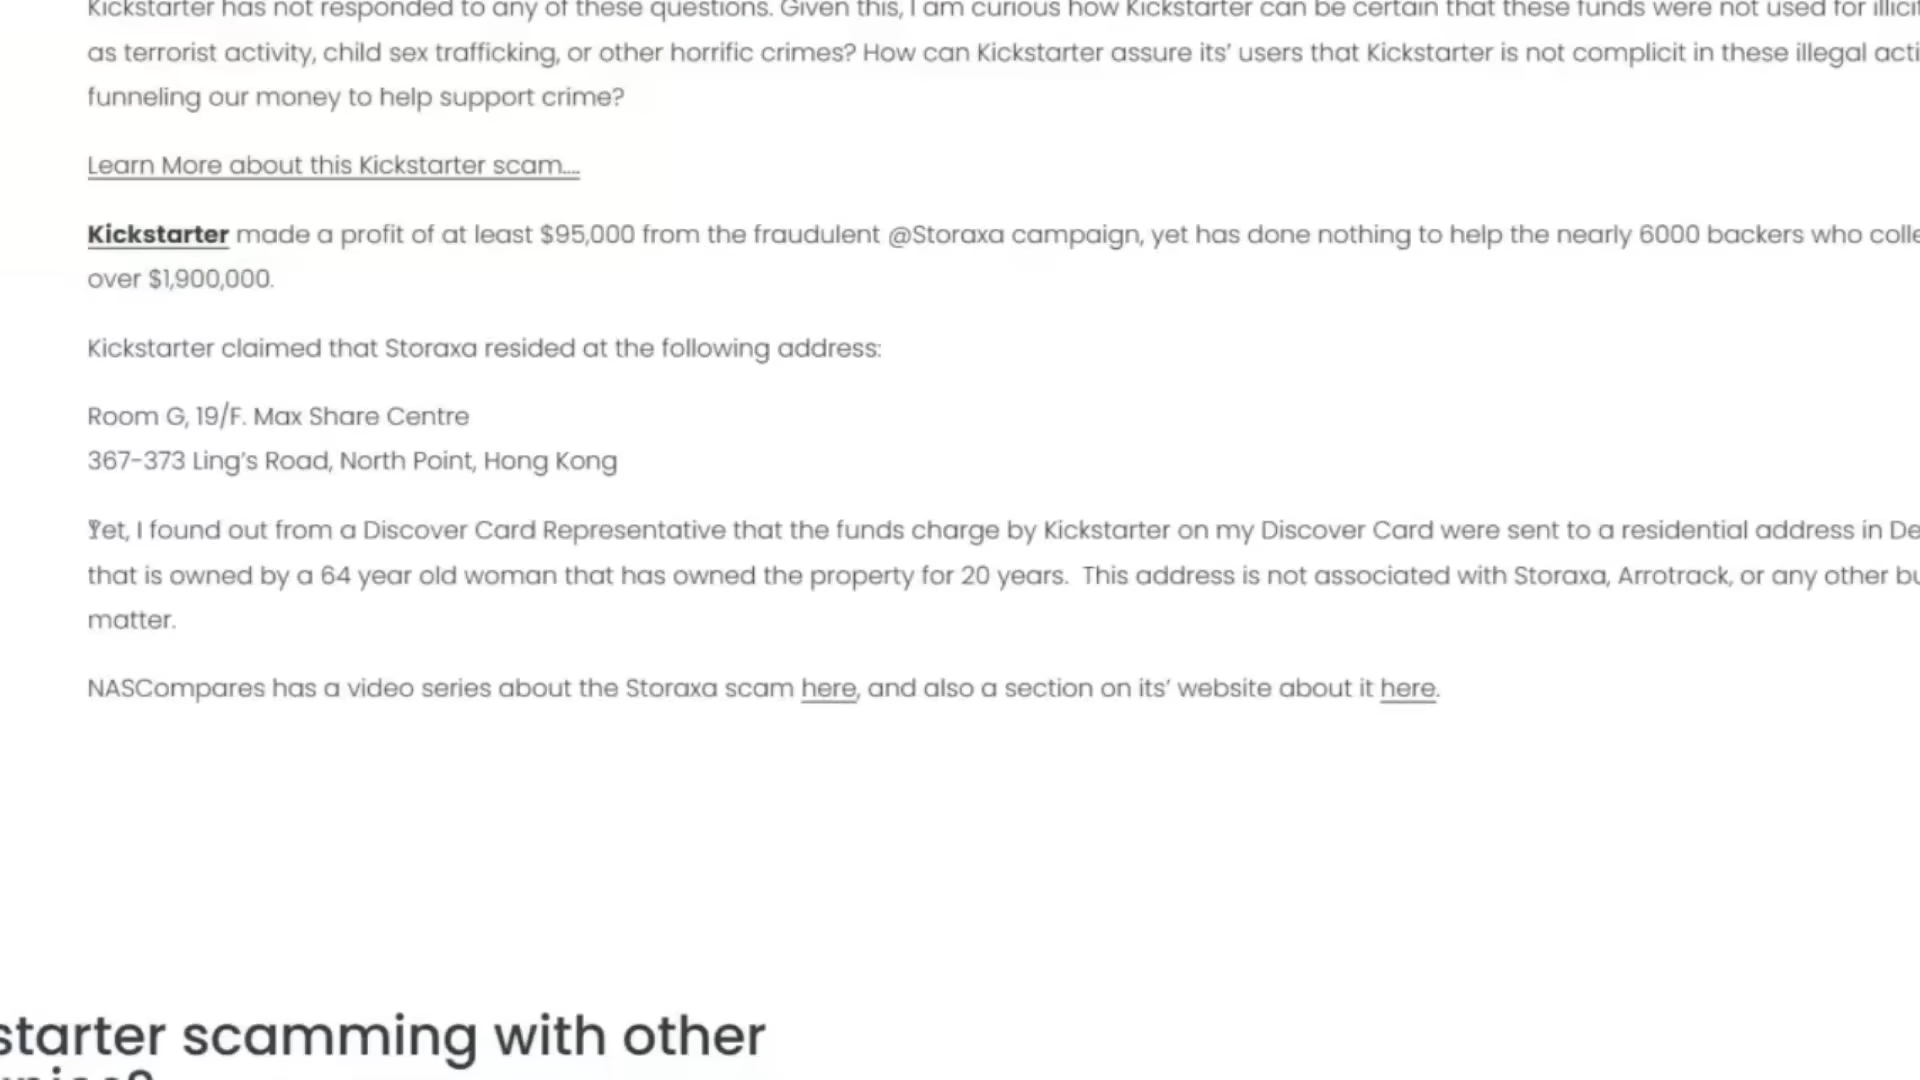 Kickstarter has not responded to any of these questions. Given this, I am curious how Kickstarter can be certain that these funds were not used for illicit
as terrorist activity, child sex trafficking, or other horrific crimes? How can Kickstarter assure its’ users that Kickstarter is not complicit in these illegal acti
funneling our money to help support crime?
Learn More about this Kickstarter scam….
Kickstarter made a profit of at least $95,000 from the fraudulent @Storaxa campaign, yet has done nothing to help the nearly 6000 backers who colle
over $1,900,000.
Kickstarter claimed that Storaxa resided at the following address:
Room G, 19/F. Max Share Centre
367-373 Ling’s Road, North Point, Hong Kong
Yet, I found out from a Discover Card Representative that the funds charge by Kickstarter on my Discover Card were sent to a residential address in De
that is owned by a 64 year old woman that has owned the property for 20 years. This address is not associated with Storaxa, Arrotrack, or any other bu
matter.
NASCompares has a video series about the Storaxa scam here, and also a section on its’ website about it here.
starter scamming with other